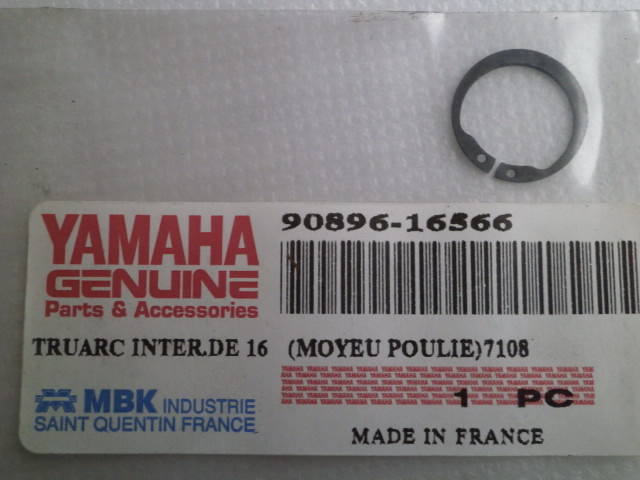 YAMAHA
GENUINE
Parts & Accessories
90896-16566
TRUARC INTER.DE 16 (MOYEU POULIE)7108
MBK INDUSTRIE
SAINT QUENTIN FRANCE
1 PC
MADE IN FRANCE